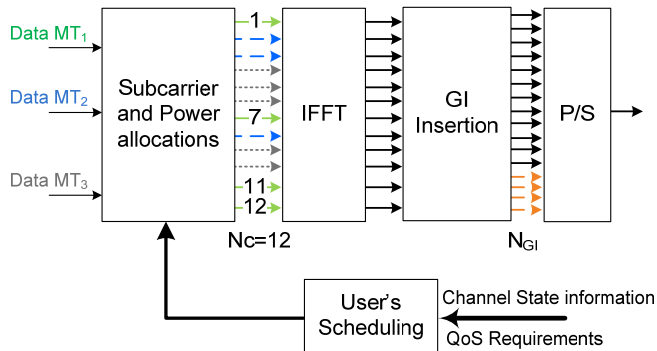 Data MT1
Data MT2
Data MT3
Subcarrier
and Power
allocations
1
7
11
12
Nc=12
IFFT
GI
Insertion
NGI
P/S
User's
Scheduling
Channel State information
QoS Requirements